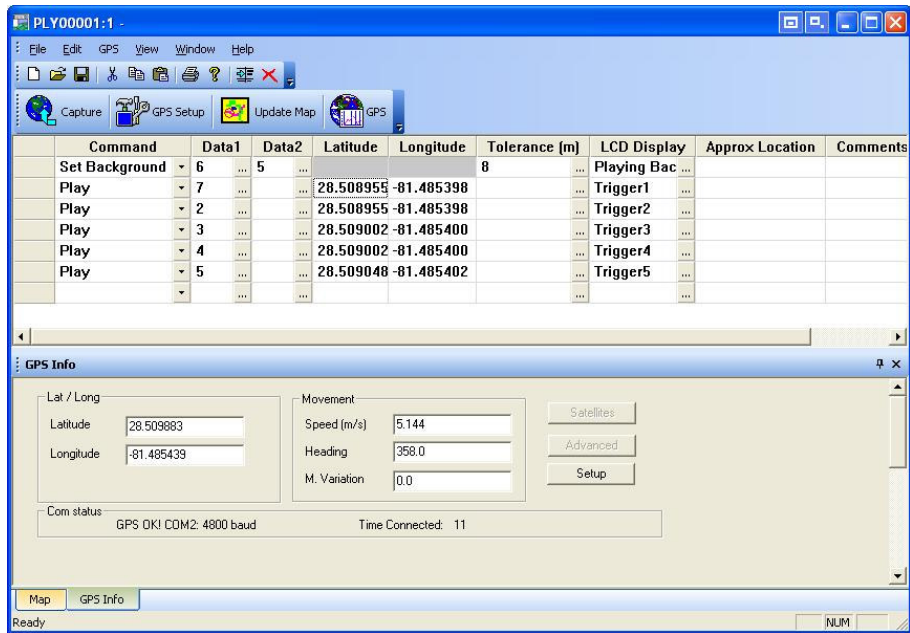 PLY00001:1 -
File Edit GPS View Window Help
Capture GPS Setup Update Map GPS
Command Data1 Data2 Latitude Longitude Tolerance (m) LCD Display Approx Location Comments
Set Background 6 ... 5 ... 8 ... Playing Bac ...
Play 7 ... ... 28.508955 -81.485398 ... Trigger1 ...
Play 2 ... ... 28.508955 -81.485398 ... Trigger2 ...
Play 3 ... ... 28.509002 -81.485400 ... Trigger3 ...
Play 4 ... ... 28.509002 -81.485400 ... Trigger4 ...
Play 5 ... ... 28.509048 -81.485402 ... Trigger5 ...
... ... ... ...
GPS Info
Lat / Long
Latitude 28.509883
Longitude -81.485439
Movement
Speed (m/s) 5.144
Heading 358.0
M. Variation 0.0
Satellites
Advanced
Setup
Com status
GPS OK! COM2: 4800 baud Time Connected: 11
Map GPS Info
Ready NUM